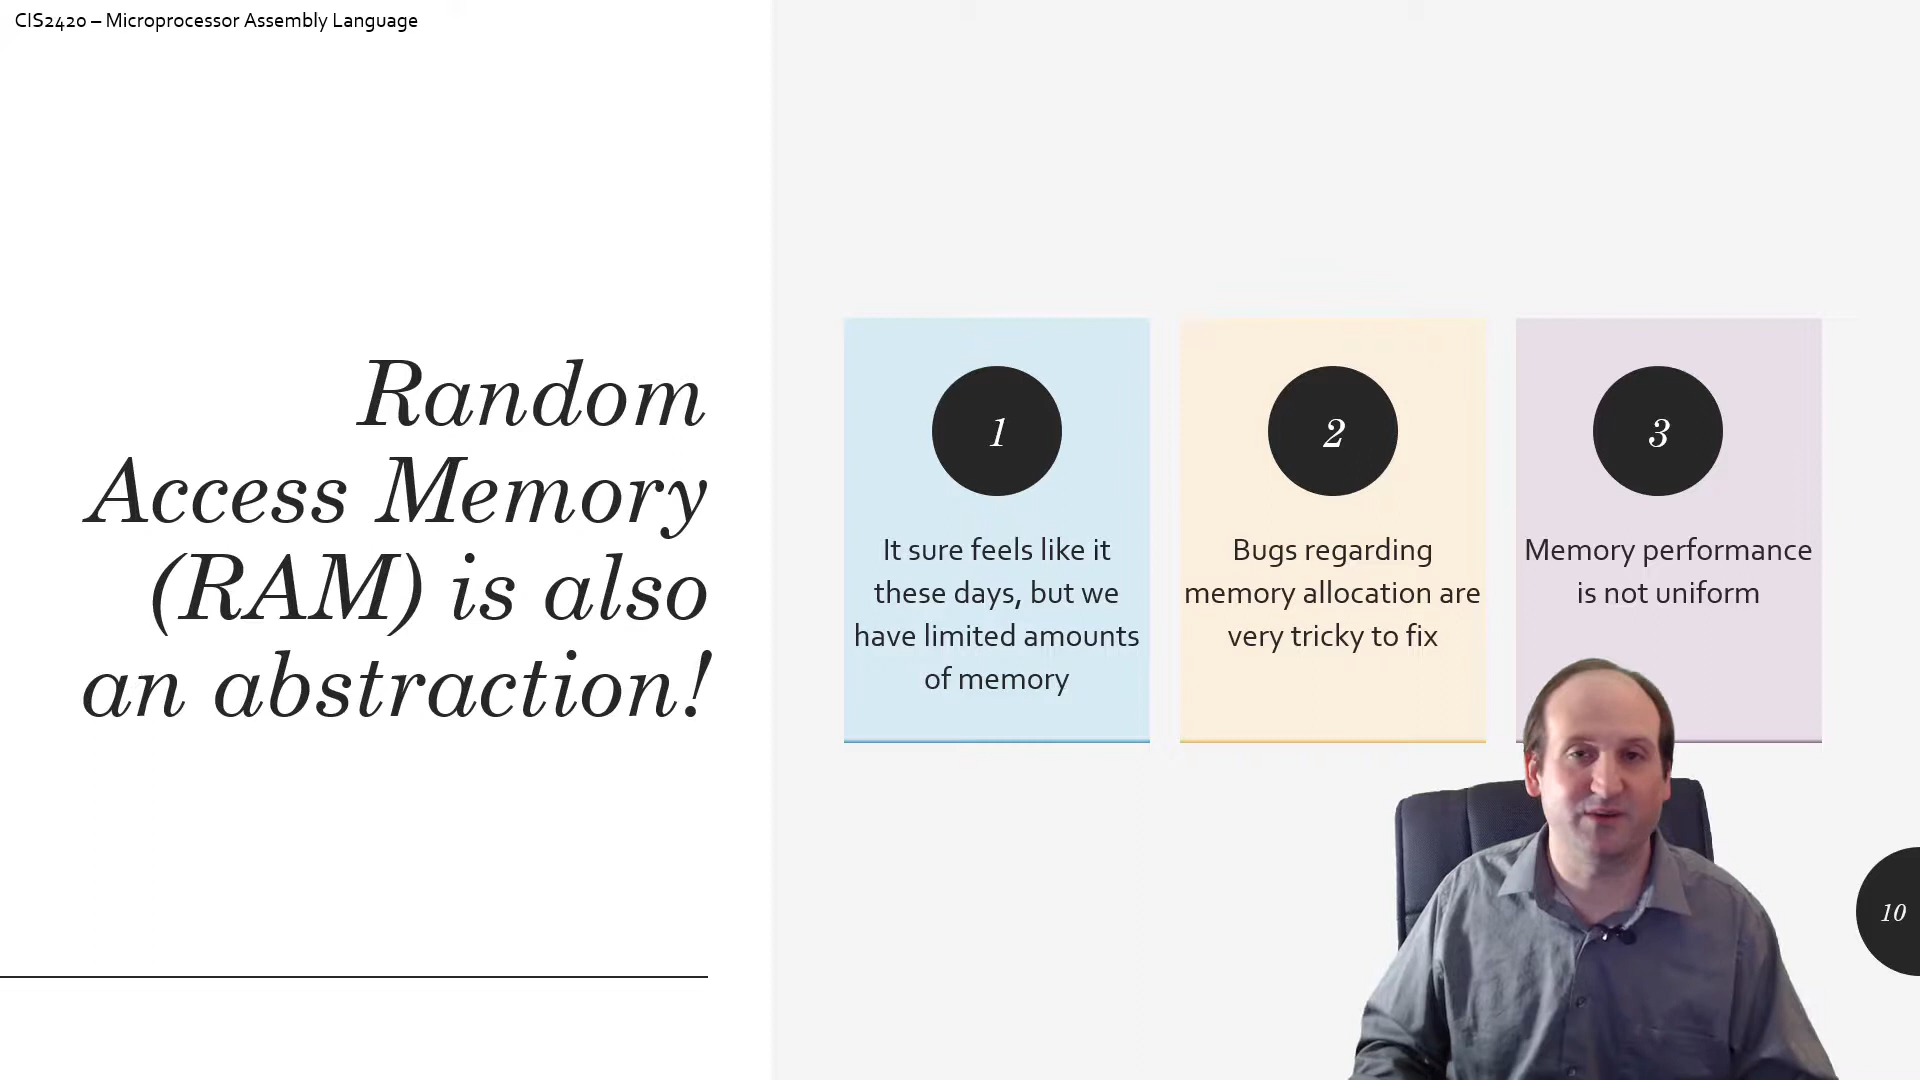 CIS2420 – Microprocessor Assembly Language
Random
Access Memory
(RAM) is also
an abstraction!
1
It sure feels like it
these days, but we
have limited amounts
of memory
2
Bugs regarding
memory allocation are
very tricky to fix
3
Memory performance
is not uniform
10